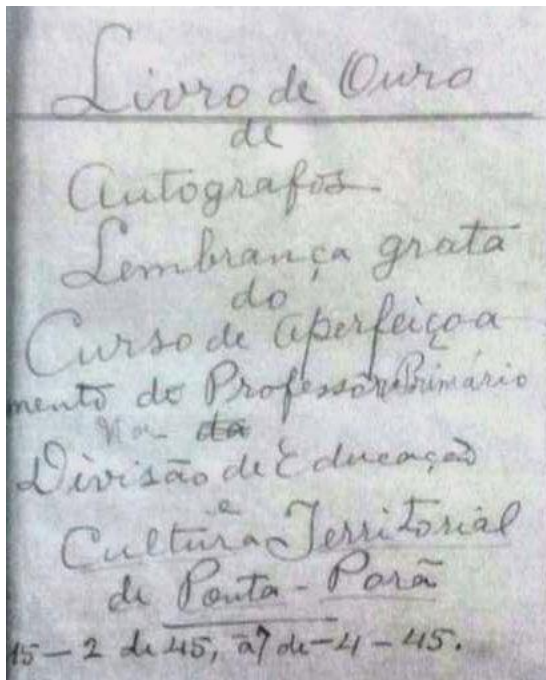 Livro de Ouro
de
Autógrafos
Lembrança grata
do
Curso de Aperfeiçoa
mento do Professor Primário
Na da
Divisão de Educação
e
Cultura Territorial
de Ponta-Porã
15-2 de 45, à 7 de-4-45.